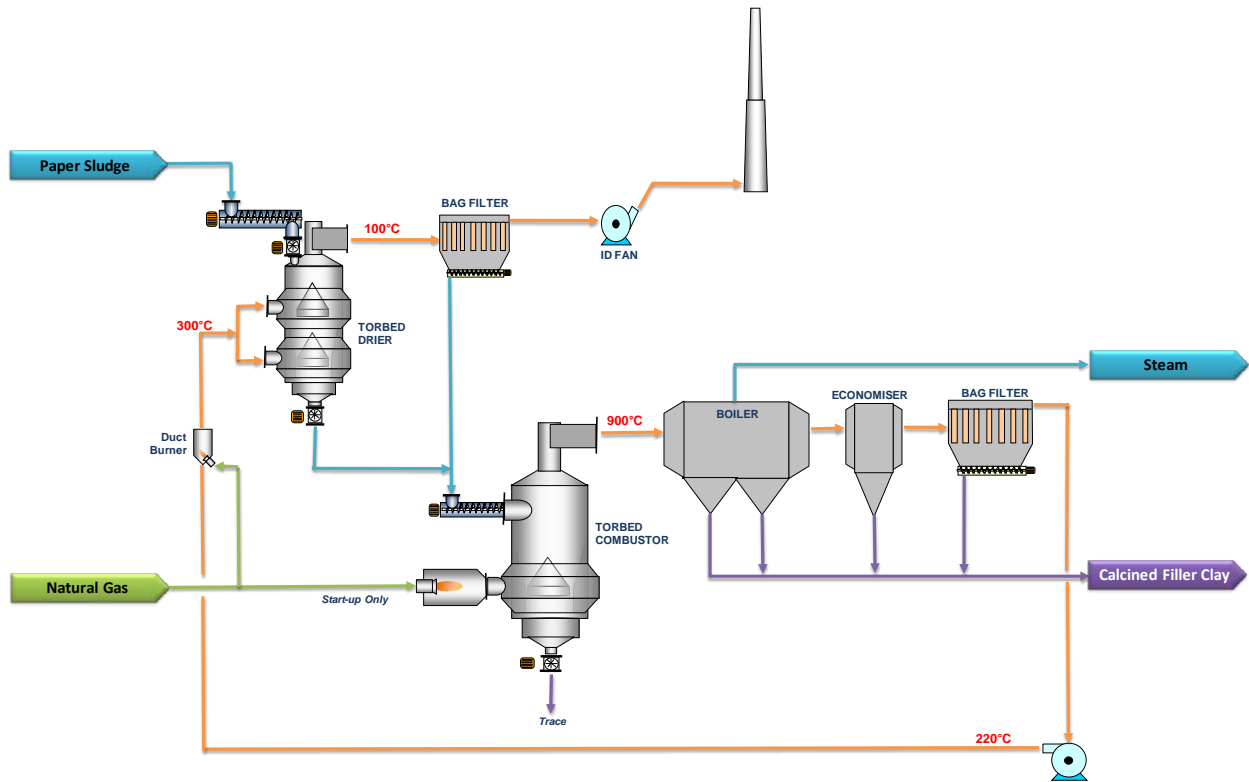 Paper Sludge
BAG FILTER
100°C
ID FAN
300°C
TORBED
DRIER
Steam
ECONOMISER
BAG FILTER
BOILER
900°C
Duct
Burner
TORBED
COMBUSTOR
Natural Gas
Start-up Only
Calcined Filler Clay
Trace
220°C